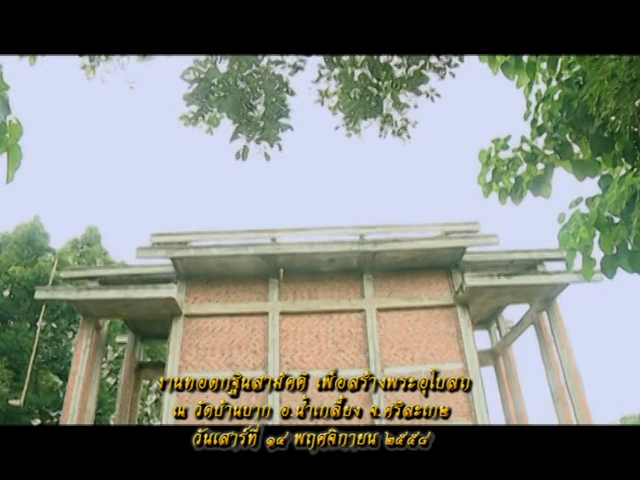 งานทอดกฐินสามัคคี เพื่อสร้างพระอุโบสถ
ณ วัดบ้านยาก อ.น้ำเกลี้ยง จ.ศรีสะเกษ
วันเสาร์ที่ ๑๔ พฤศจิกายน ๒๕๕๔